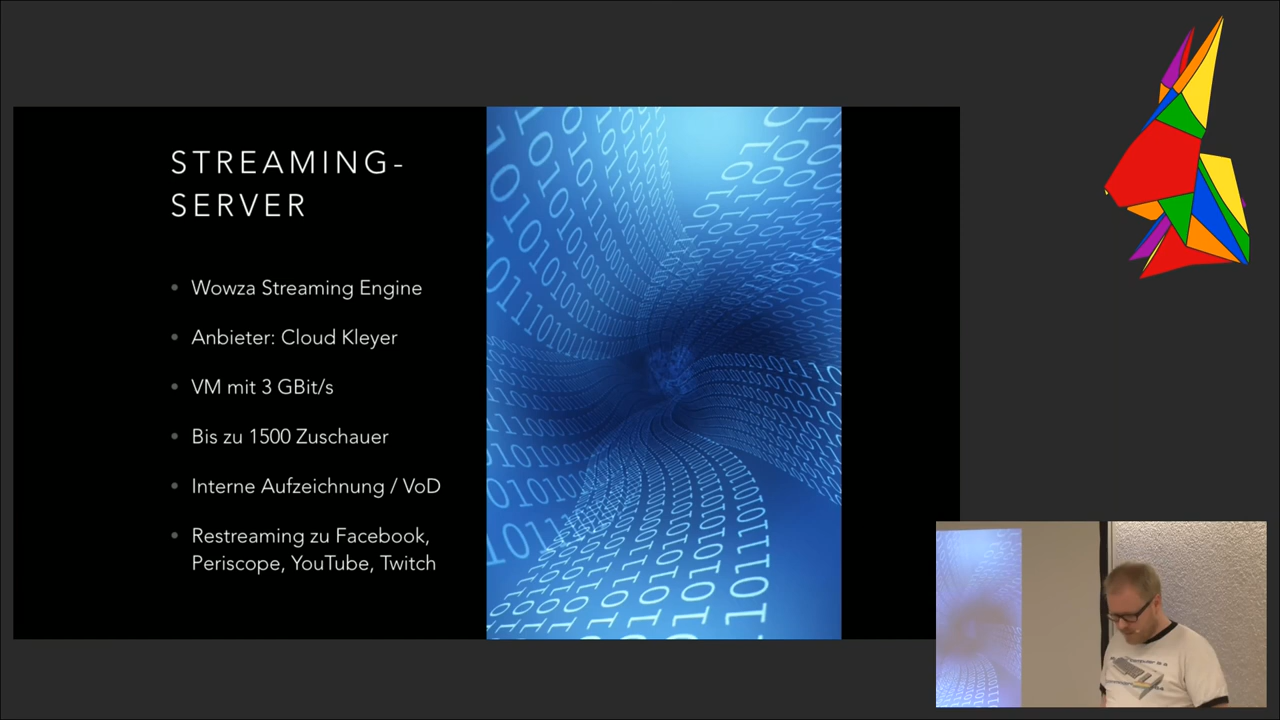 STREAMING-
SERVER
• Wowza Streaming Engine
• Anbieter: Cloud Kleyer
• VM mit 3 GBit/s
• Bis zu 1500 Zuschauer
• Interne Aufzeichnung / VoD
• Restreaming zu Facebook,
Periscope, YouTube, Twitch